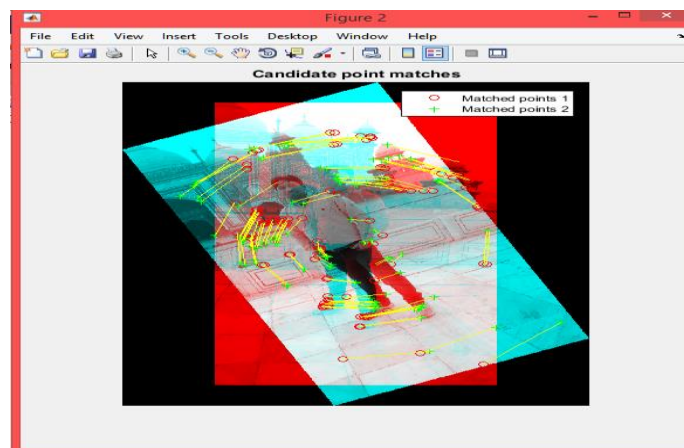 Figure 2
File Edit View Insert Tools Desktop Window Help
Candidate point matches
Matched points 1
Matched points 2